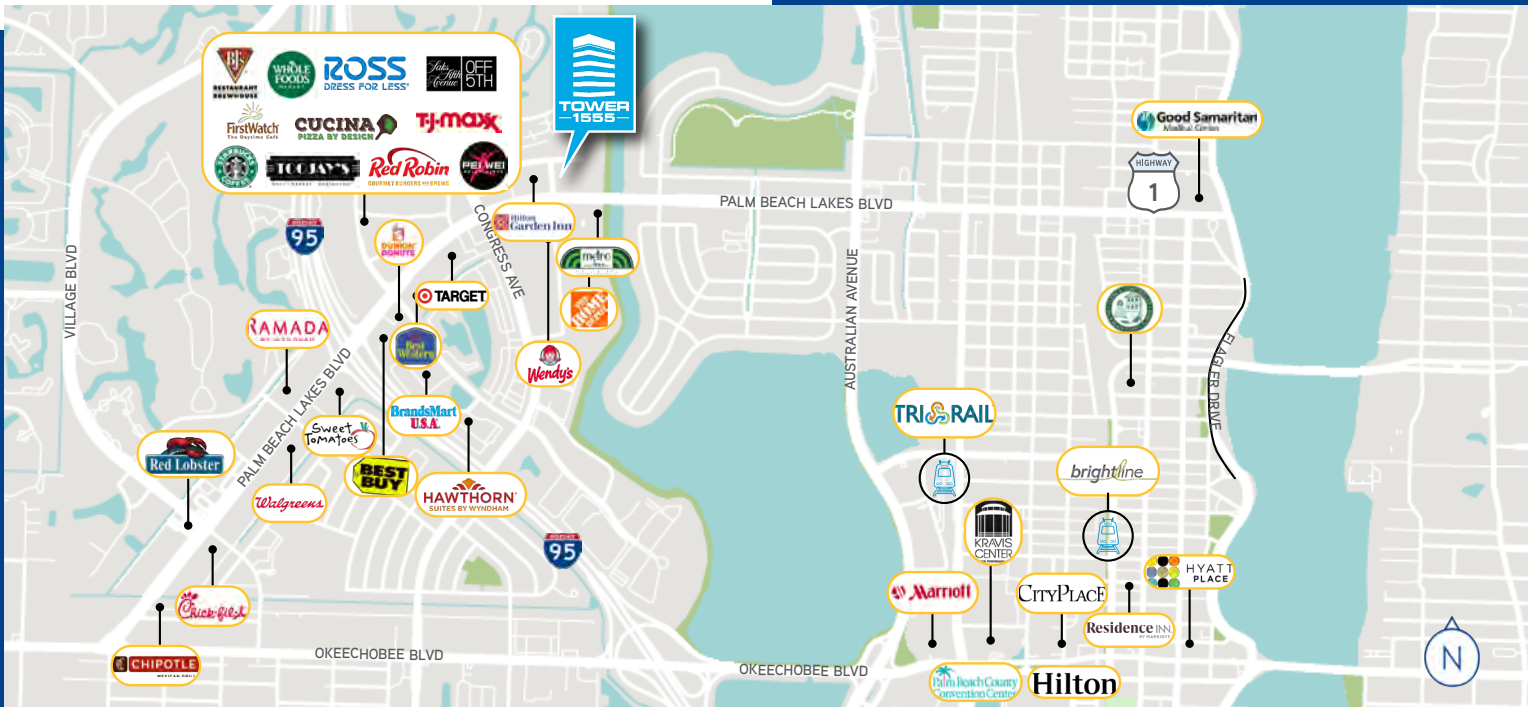 BJ's
RESTAURANT
BREWHOUSE
WHOLE
FOODS
MARKET
ROSS
DRESS FOR LESS
Saks
Fifth
Avenue
OFF
5TH
FirstWatch
The Daytime Cafe
CUCINA
PIZZA BY DESIGN
T.J.maxx
STARBUCKS
COFFEE
TOOJAY'S
Red Robin
GOURMET BURGERS AND BREWS
PEI WEI
TOWER
1555
Good Samaritan
Medical Center
HIGHWAY
1
PALM BEACH LAKES BLVD
CONGRESS AVE
Hilton
Garden Inn
95
DUNKIN'
DONUTS
metro
TARGET
THE
HOME
DEPOT
VILLAGE BLVD
AUSTRALIAN AVENUE
RAMADA
Best
Western
Wendy's
FLAGLER DRIVE
PALM BEACH LAKES BLVD
BrandsMart
U.S.A.
TRI RAIL
Sweet
Tomatoes
Red Lobster
BEST
BUY
HAWTHORN
SUITES BY WYNDHAM
Walgreens
brightline
KRAVIS
CENTER
95
HYATT
PLACE
Marriott
CITYPLACE
Chick-fil-A
Residence INN
BY MARRIOTT
CHIPOTLE
MEXICAN GRILL
OKEECHOBEE BLVD
OKEECHOBEE BLVD
Palm Beach County
Convention Center
Hilton
N